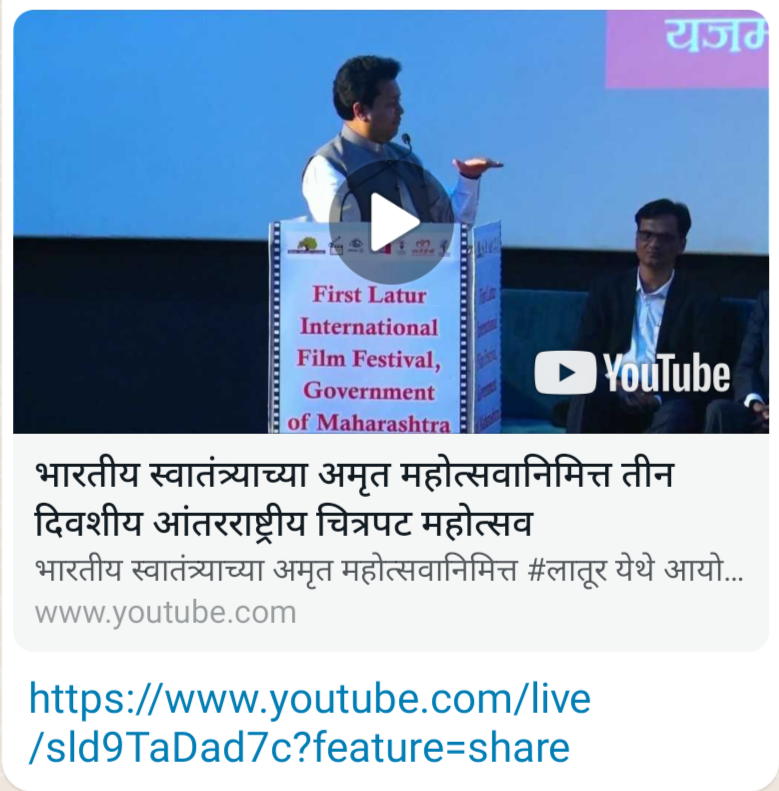 First Latur
International
Film Festival,
Government
of Maharashtra
YouTube
भारतीय स्वातंत्र्याच्या अमृत महोत्सवानिमित्त तीन
दिवशीय आंतरराष्ट्रीय चित्रपट महोत्सव
भारतीय स्वातंत्र्याच्या अमृत महोत्सवानिमित्त #लातूर येथे आयो...
www.youtube.com
https://www.youtube.com/live
/sld9TaDad7c?feature=share